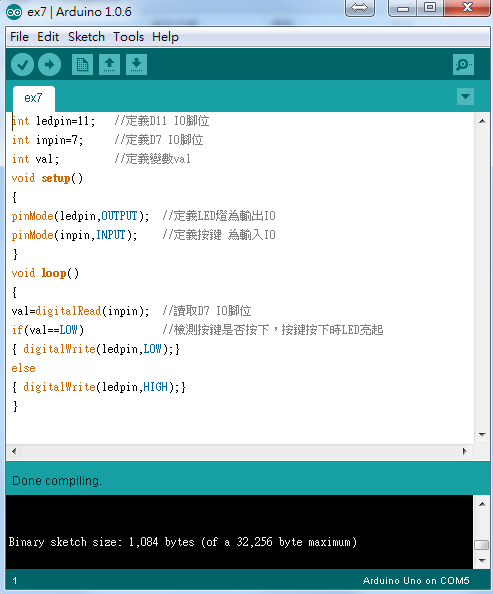 ex7 | Arduino 1.0.6
File Edit Sketch Tools Help
ex7
int ledpin=11;   //定義D11 IO腳位
int inpin=7;     //定義D7 IO腳位
int val;         //定義變數val
void setup()
{
pinMode(ledpin,OUTPUT);  //定義LED燈為輸出IO
pinMode(inpin,INPUT);    //定義按鍵 為輸入IO
}
void loop()
{
val=digitalRead(inpin);  //讀取D7 IO腳位
if(val==LOW)             //檢測按鍵是否按下，按鍵按下時LED亮起
{ digitalWrite(ledpin,LOW);}
else
{ digitalWrite(ledpin,HIGH);}
}
Done compiling.
Binary sketch size: 1,084 bytes (of a 32,256 byte maximum)
1
Arduino Uno on COM5